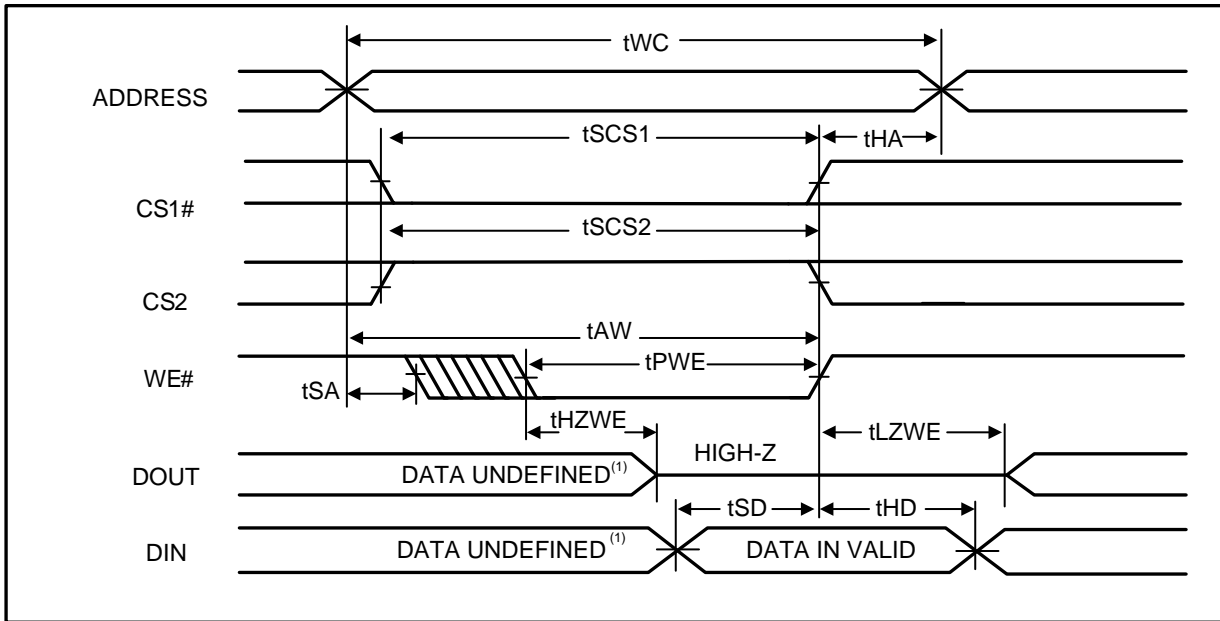 tWC
ADDRESS
tSCS1
tHA
CS1#
tSCS2
CS2
tAW
WE#
tPWE
tSA
tHZWE
tLZWE
HIGH-Z
DOUT
DATA UNDEFINED(1)
tSD
tHD
DIN
DATA UNDEFINED(1)
DATA IN VALID